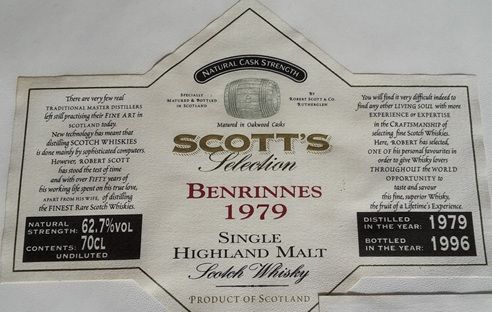 NATURAL CASK STRENGTH
SPECIALLY
MATURED & BOTTLED
IN SCOTLAND
BY
ROBERT SCOTT & CO.
RUTHERGLEN
Matured in Oakwood Casks
SCOTT'S
Selection
BENRINNES
1979
SINGLE
HIGHLAND MALT
Scotch Whisky
PRODUCT OF SCOTLAND
There are very few real
TRADITIONAL MASTER DISTILLERS
left still practising their FINE ART in
SCOTLAND today.
New technology has meant that
distilling SCOTCH WHISKIES
is done mainly by sophisticated computers.
However, ROBERT SCOTT
has stood the test of time
and with over FIFTY years of
his working life spent on his true love,
APART FROM HIS WIFE, of distilling
the FINEST Rare Scotch Whiskies.
NATURAL
STRENGTH: 62.7%VOL
CONTENTS: 70CL
UNDILUTED
You will find it very difficult indeed to
find any other LIVING SOUL with more
EXPERIENCE or EXPERTISE
in the CRAFTSMANSHIP of
selecting fine Scotch Whiskies.
Here, ROBERT has selected,
ONE OF his personal favourites in
order to give Whisky lovers
THROUGHOUT the WORLD
OPPORTUNITY to
taste and savour
this fine, superior Whisky,
the fruit of a Lifetime's Experience.
DISTILLED
IN THE YEAR: 1979
BOTTLED
IN THE YEAR: 1996